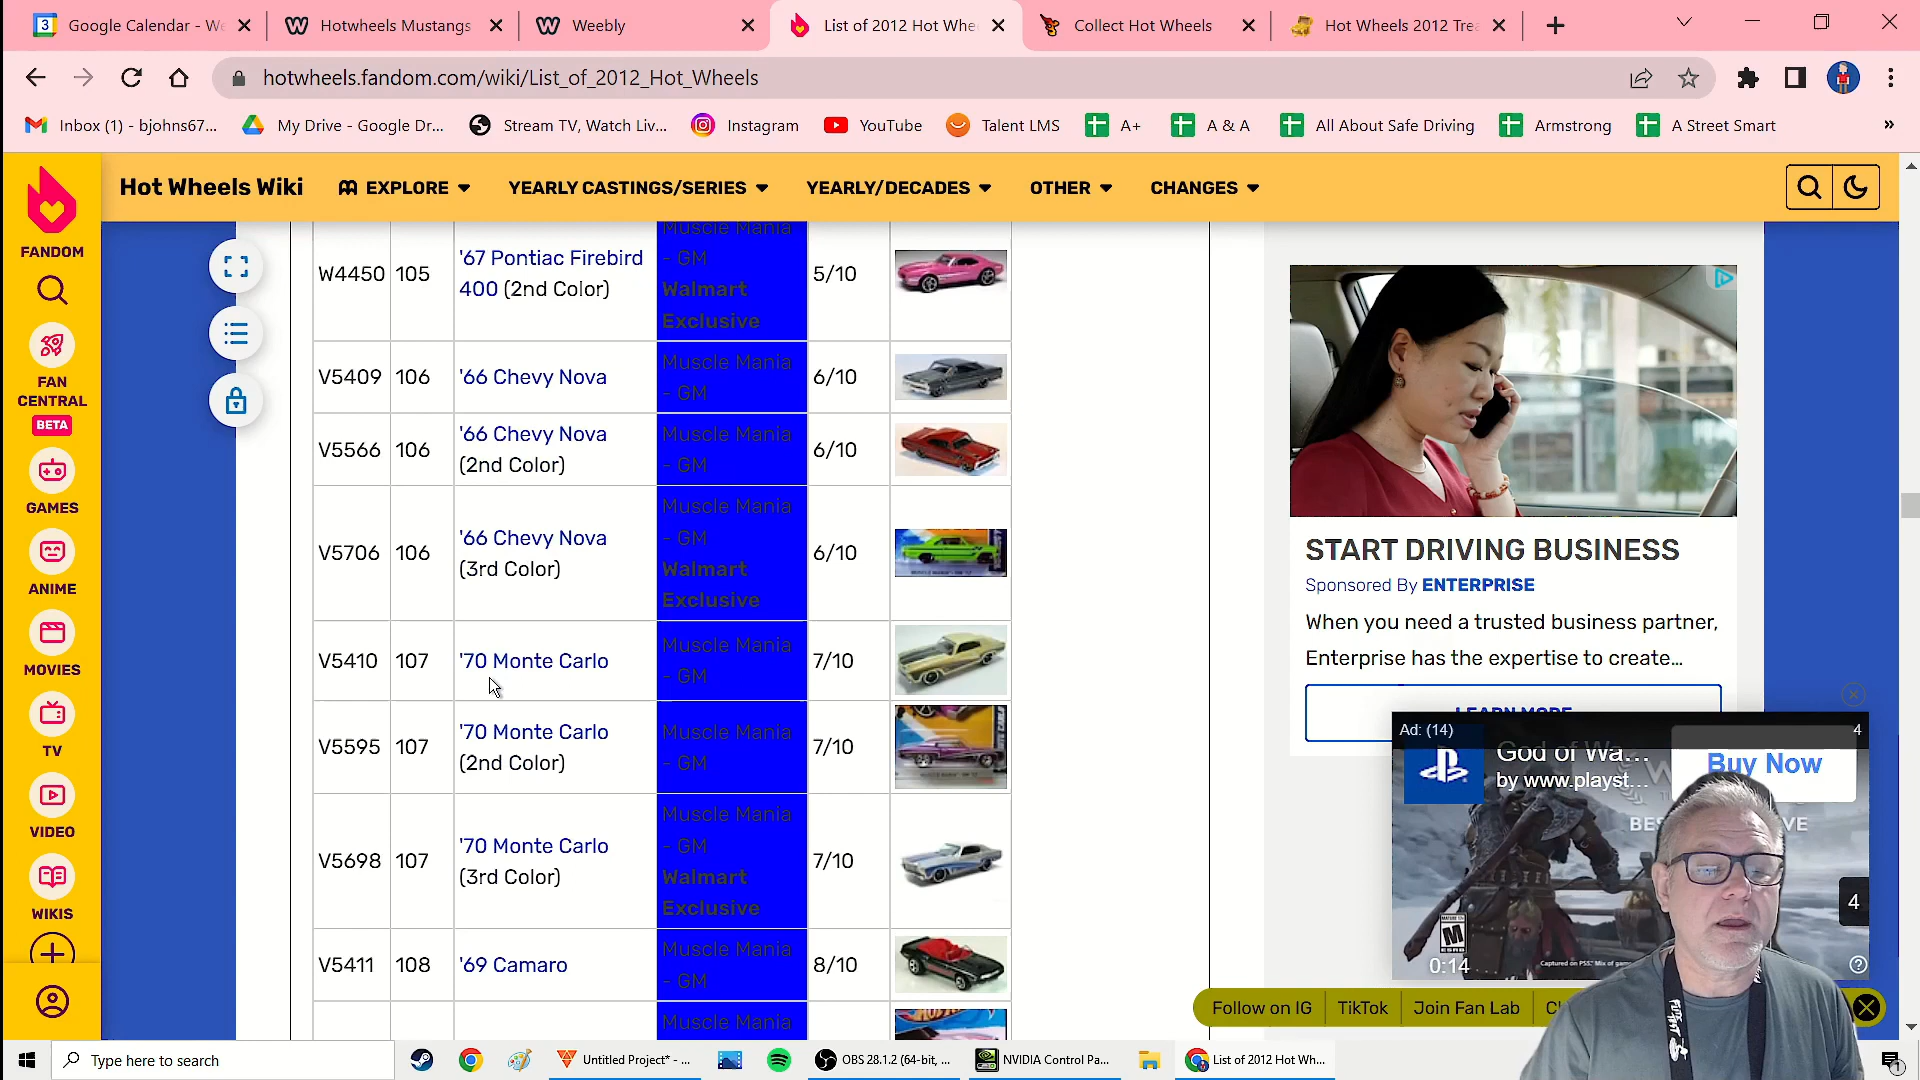 Google Calendar - We
Hotwheels Mustangs
Weebly
List of 2012 Hot Whe
Collect Hot Wheels
Hot Wheels 2012 Trea
hotwheels.fandom.com/wiki/List_of_2012_Hot_Wheels
Inbox (1) - bjohns67...
My Drive - Google Dr...
Stream TV, Watch Liv...
Instagram
YouTube
Talent LMS
A+
A & A
All About Safe Driving
Armstrong
A Street Smart
»
Hot Wheels Wiki
EXPLORE
YEARLY CASTINGS/SERIES
YEARLY/DECADES
OTHER
CHANGES
FANDOM
FAN
CENTRAL
BETA
GAMES
ANIME
MOVIES
TV
VIDEO
WIKIS
W4450 105 '67 Pontiac Firebird
400 (2nd Color)
Muscle Mania
- GM
Walmart
Exclusive
5/10
V5409 106 '66 Chevy Nova
Muscle Mania
- GM
6/10
V5566 106 '66 Chevy Nova
(2nd Color)
Muscle Mania
- GM
6/10
V5706 106 '66 Chevy Nova
(3rd Color)
Muscle Mania
- GM
Walmart
Exclusive
6/10
V5410 107 '70 Monte Carlo
Muscle Mania
- GM
7/10
V5595 107 '70 Monte Carlo
(2nd Color)
Muscle Mania
- GM
7/10
V5698 107 '70 Monte Carlo
(3rd Color)
Muscle Mania
- GM
Walmart
Exclusive
7/10
V5411 108 '69 Camaro
Muscle Mania
- GM
8/10
Muscle Mania
START DRIVING BUSINESS
Sponsored By ENTERPRISE
When you need a trusted business partner,
Enterprise has the expertise to create...
LEARN MORE
Ad: (14)
4
God of Wa...
by www.playst...
Buy Now
4
0:14
Follow on IG
TikTok
Join Fan Lab
Type here to search
Untitled Project* - ...
OBS 28.1.2 (64-bit, ...
NVIDIA Control Pa...
List of 2012 Hot Wh...